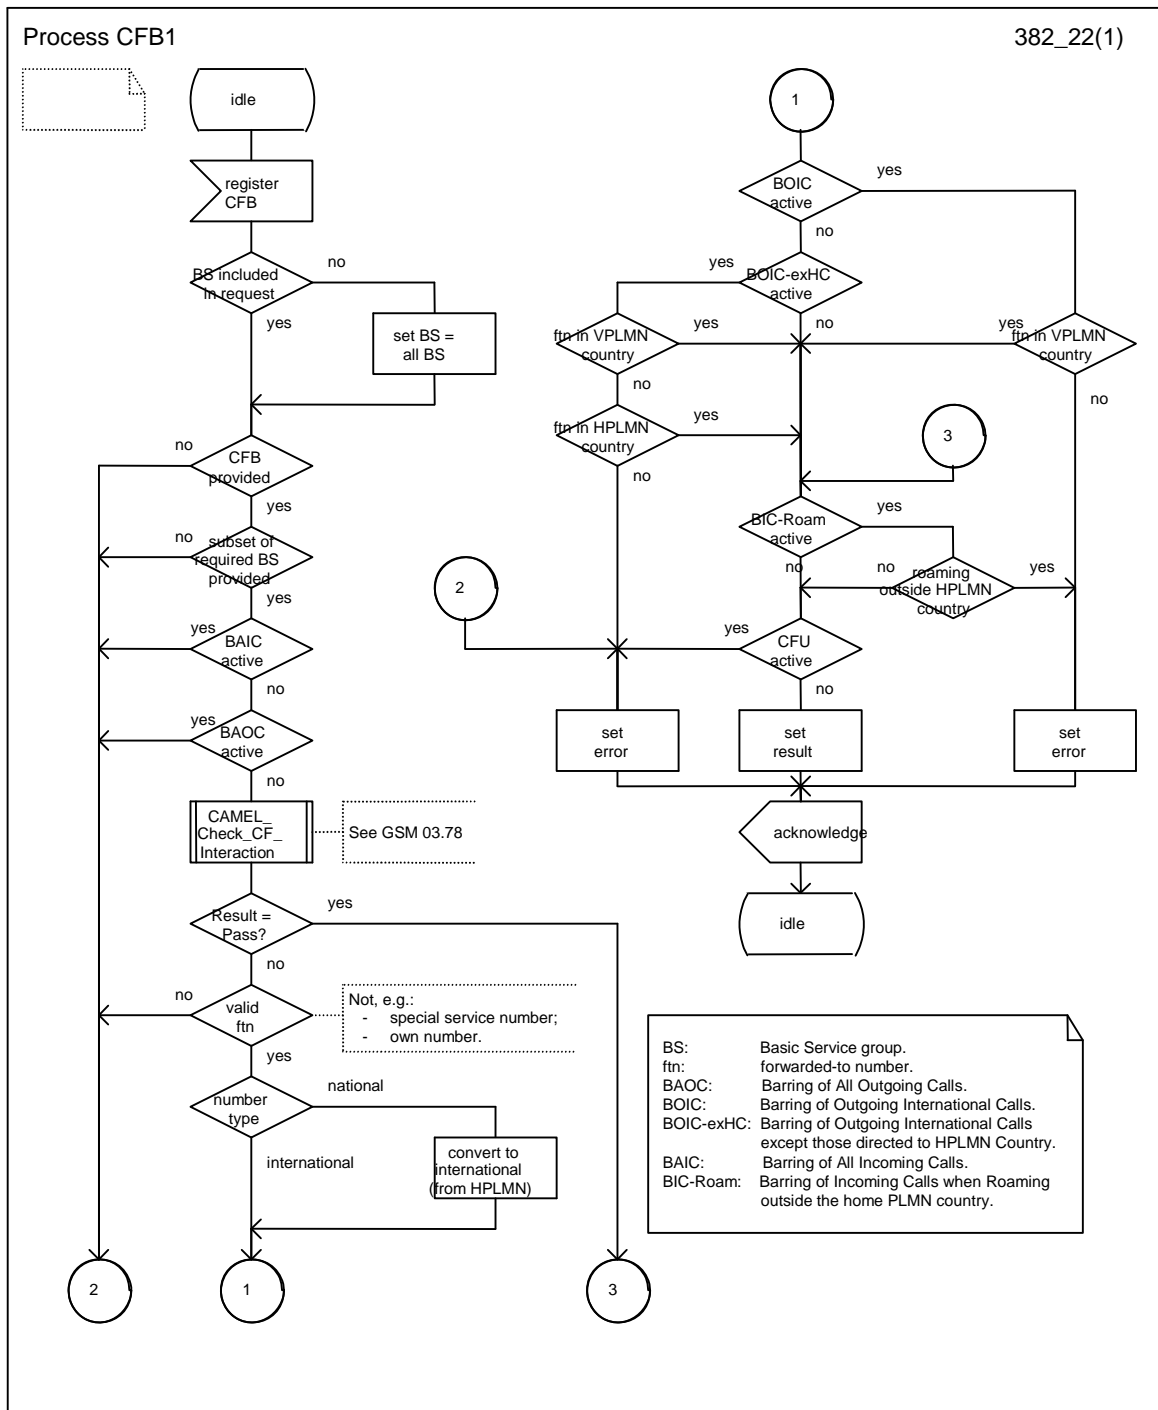 Process CFB1
382_22(1)
idle
register
CFB
BS included
in request
no
yes
set BS =
all BS
no
CFB
provided
yes
no
subset of
required BS
provided
yes
yes
BAIC
active
no
yes
BAOC
active
no
CAMEL_
Check_CF_
Interaction
See GSM 03.78
Result =
Pass?
yes
no
no
valid
ftn
Not, e.g.:
- special service number;
- own number.
yes
number
type
national
international
convert to
international
(from HPLMN)
2
1
3
1
BOIC
active
yes
no
yes
BOIC-exHC
active
no
ftn in VPLMN
country
yes
no
yes
ftn in VPLMN
country
no
ftn in HPLMN
country
yes
no
3
BIC-Roam
active
yes
no
no
roaming
outside HPLMN
country
yes
2
yes
CFU
active
no
set
error
set
result
set
error
acknowledge
idle
BS: Basic Service group.
ftn: forwarded-to number.
BAOC: Barring of All Outgoing Calls.
BOIC: Barring of Outgoing International Calls.
BOIC-exHC: Barring of Outgoing International Calls
except those directed to HPLMN Country.
BAIC: Barring of All Incoming Calls.
BIC-Roam: Barring of Incoming Calls when Roaming
outside the home PLMN country.